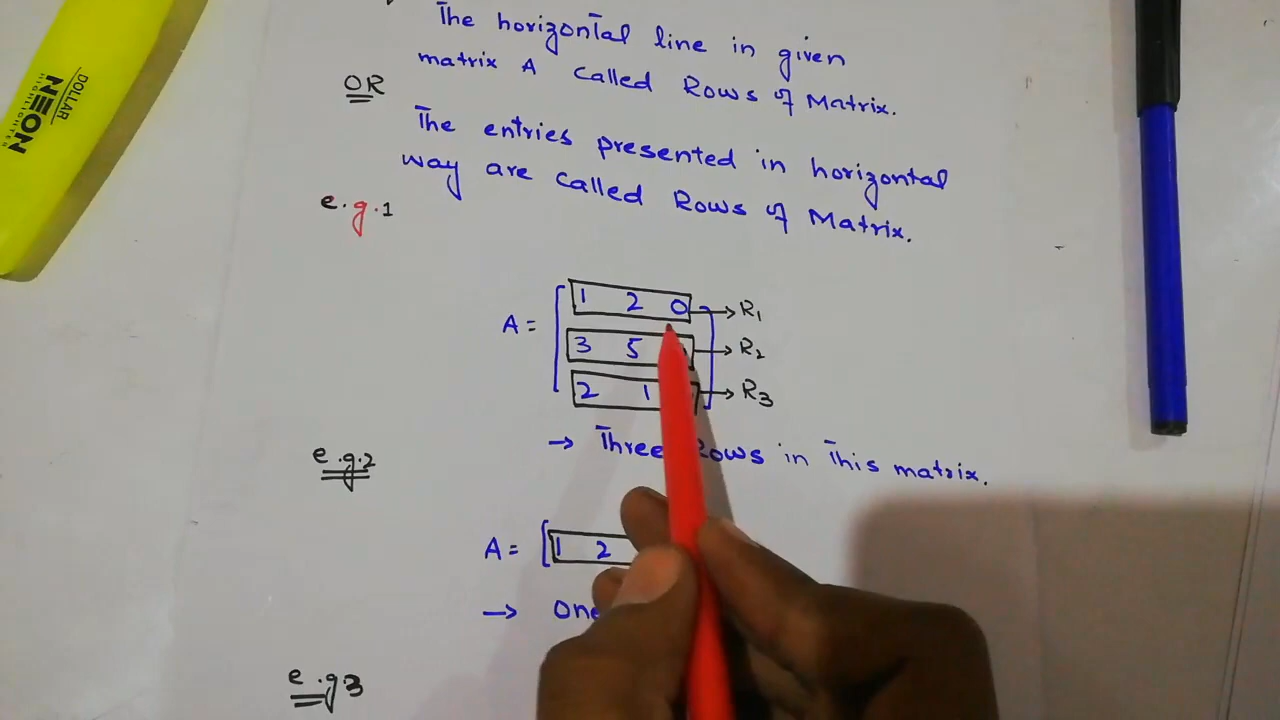 The horizontal line in given
matrix A called Rows of Matrix.
OR
The entries presented in horizontal
way are called Rows of Matrix.
e.g.1
A = [ 1 2 0 → R1
3 5 → R2
2 1 ] → R3
→ Three Rows in This matrix.
e.g.2
A = [ 1 2
→ One
e.g.3
DOLLAR
NEON
HIGHLIGHTER